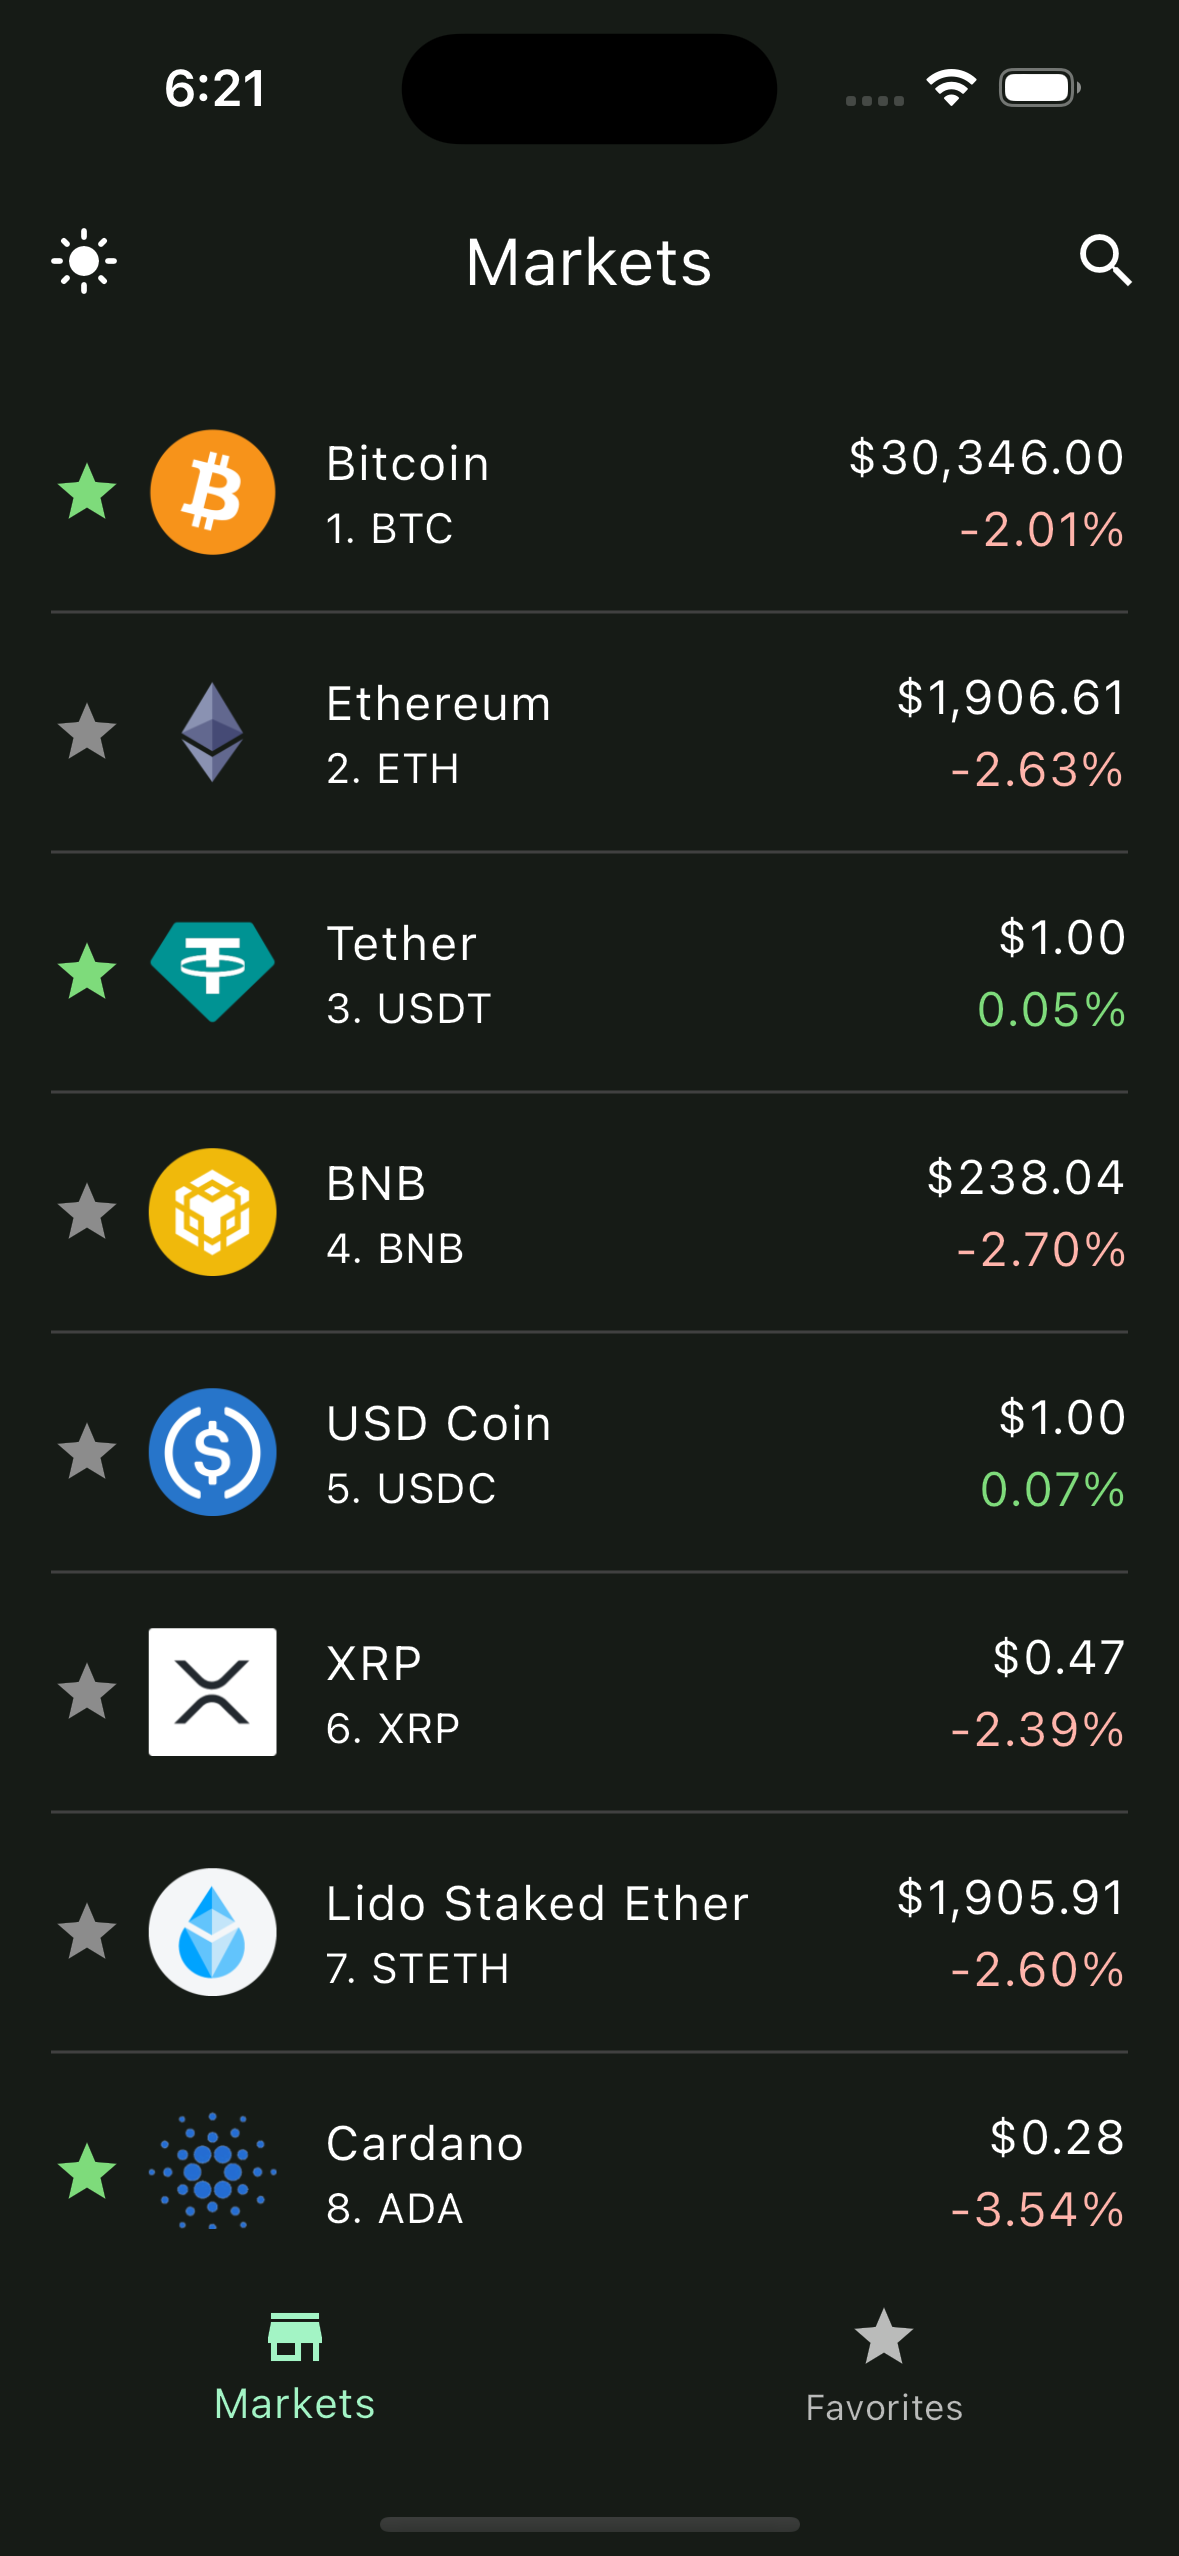 6:21
Markets
Bitcoin
$30,346.00
1. BTC
-2.01%
Ethereum
$1,906.61
2. ETH
-2.63%
Tether
$1.00
3. USDT
0.05%
BNB
$238.04
4. BNB
-2.70%
USD Coin
$1.00
5. USDC
0.07%
XRP
$0.47
6. XRP
-2.39%
Lido Staked Ether
$1,905.91
7. STETH
-2.60%
Cardano
$0.28
8. ADA
-3.54%
Markets
Favorites